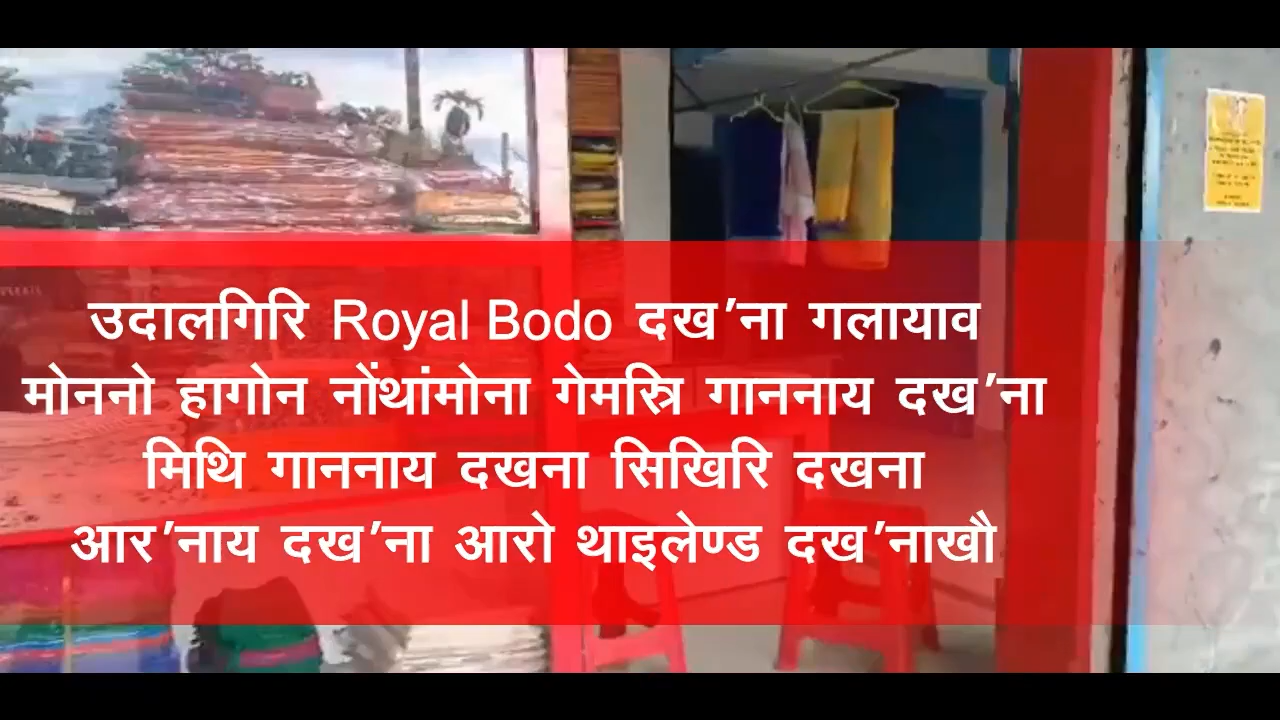 उदालगिरि Royal Bodo दख'ना गलायाव
मोननो हागोन नोंथांमोना गेमस्रि गाननाय दख'ना
मिथि गाननाय दखना सिखिरि दखना
आर'नाय दख'ना आरो थाइलेण्ड दख'नाखौ